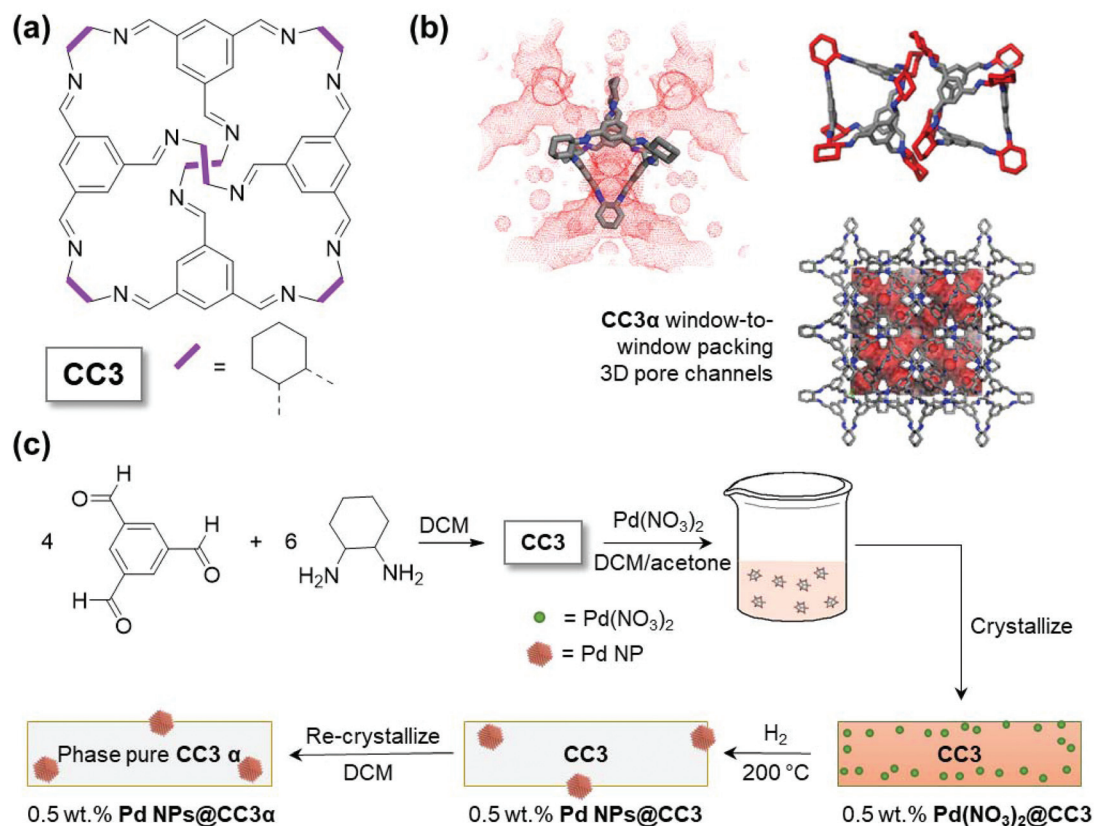 (a)
N
N
N
N
N
N
N
N
N
N
N
N
CC3
=
(b)
CC3α window-to-
window packing
3D pore channels
(c)
4
H
O
O
H
H
O
+
6
H2N
NH2
DCM
CC3
Pd(NO3)2
DCM/acetone
= Pd(NO3)2
= Pd NP
Crystallize
Phase pure CC3 α
0.5 wt.% Pd NPs@CC3α
Re-crystallize
DCM
CC3
0.5 wt.% Pd NPs@CC3
H2
200 °C
CC3
0.5 wt.% Pd(NO3)2@CC3